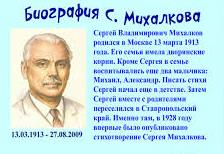 Биография С. Михалкова
Сергей Владимирович Михалков
родился в Москве 13 марта 1913
года. Его семья имела дворянские
корни. Кроме Сергея в семье
воспитывались еще два мальчика:
Михаил, Александр. Писать стихи
Сергей начал еще в детстве. Затем
Сергей вместе с родителями
переселился в Ставропольский
край. Именно там, в 1928 году
впервые было опубликовано
стихотворение Сергея Михалкова.
13.03.1913 - 27.08.2009